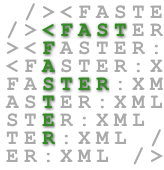 /><FASTE
/><FASTER
><FASTER:
<FASTER:X
FASTER:XM
ASTER:XML
STER:XML
TER:XML /
ER:XML />